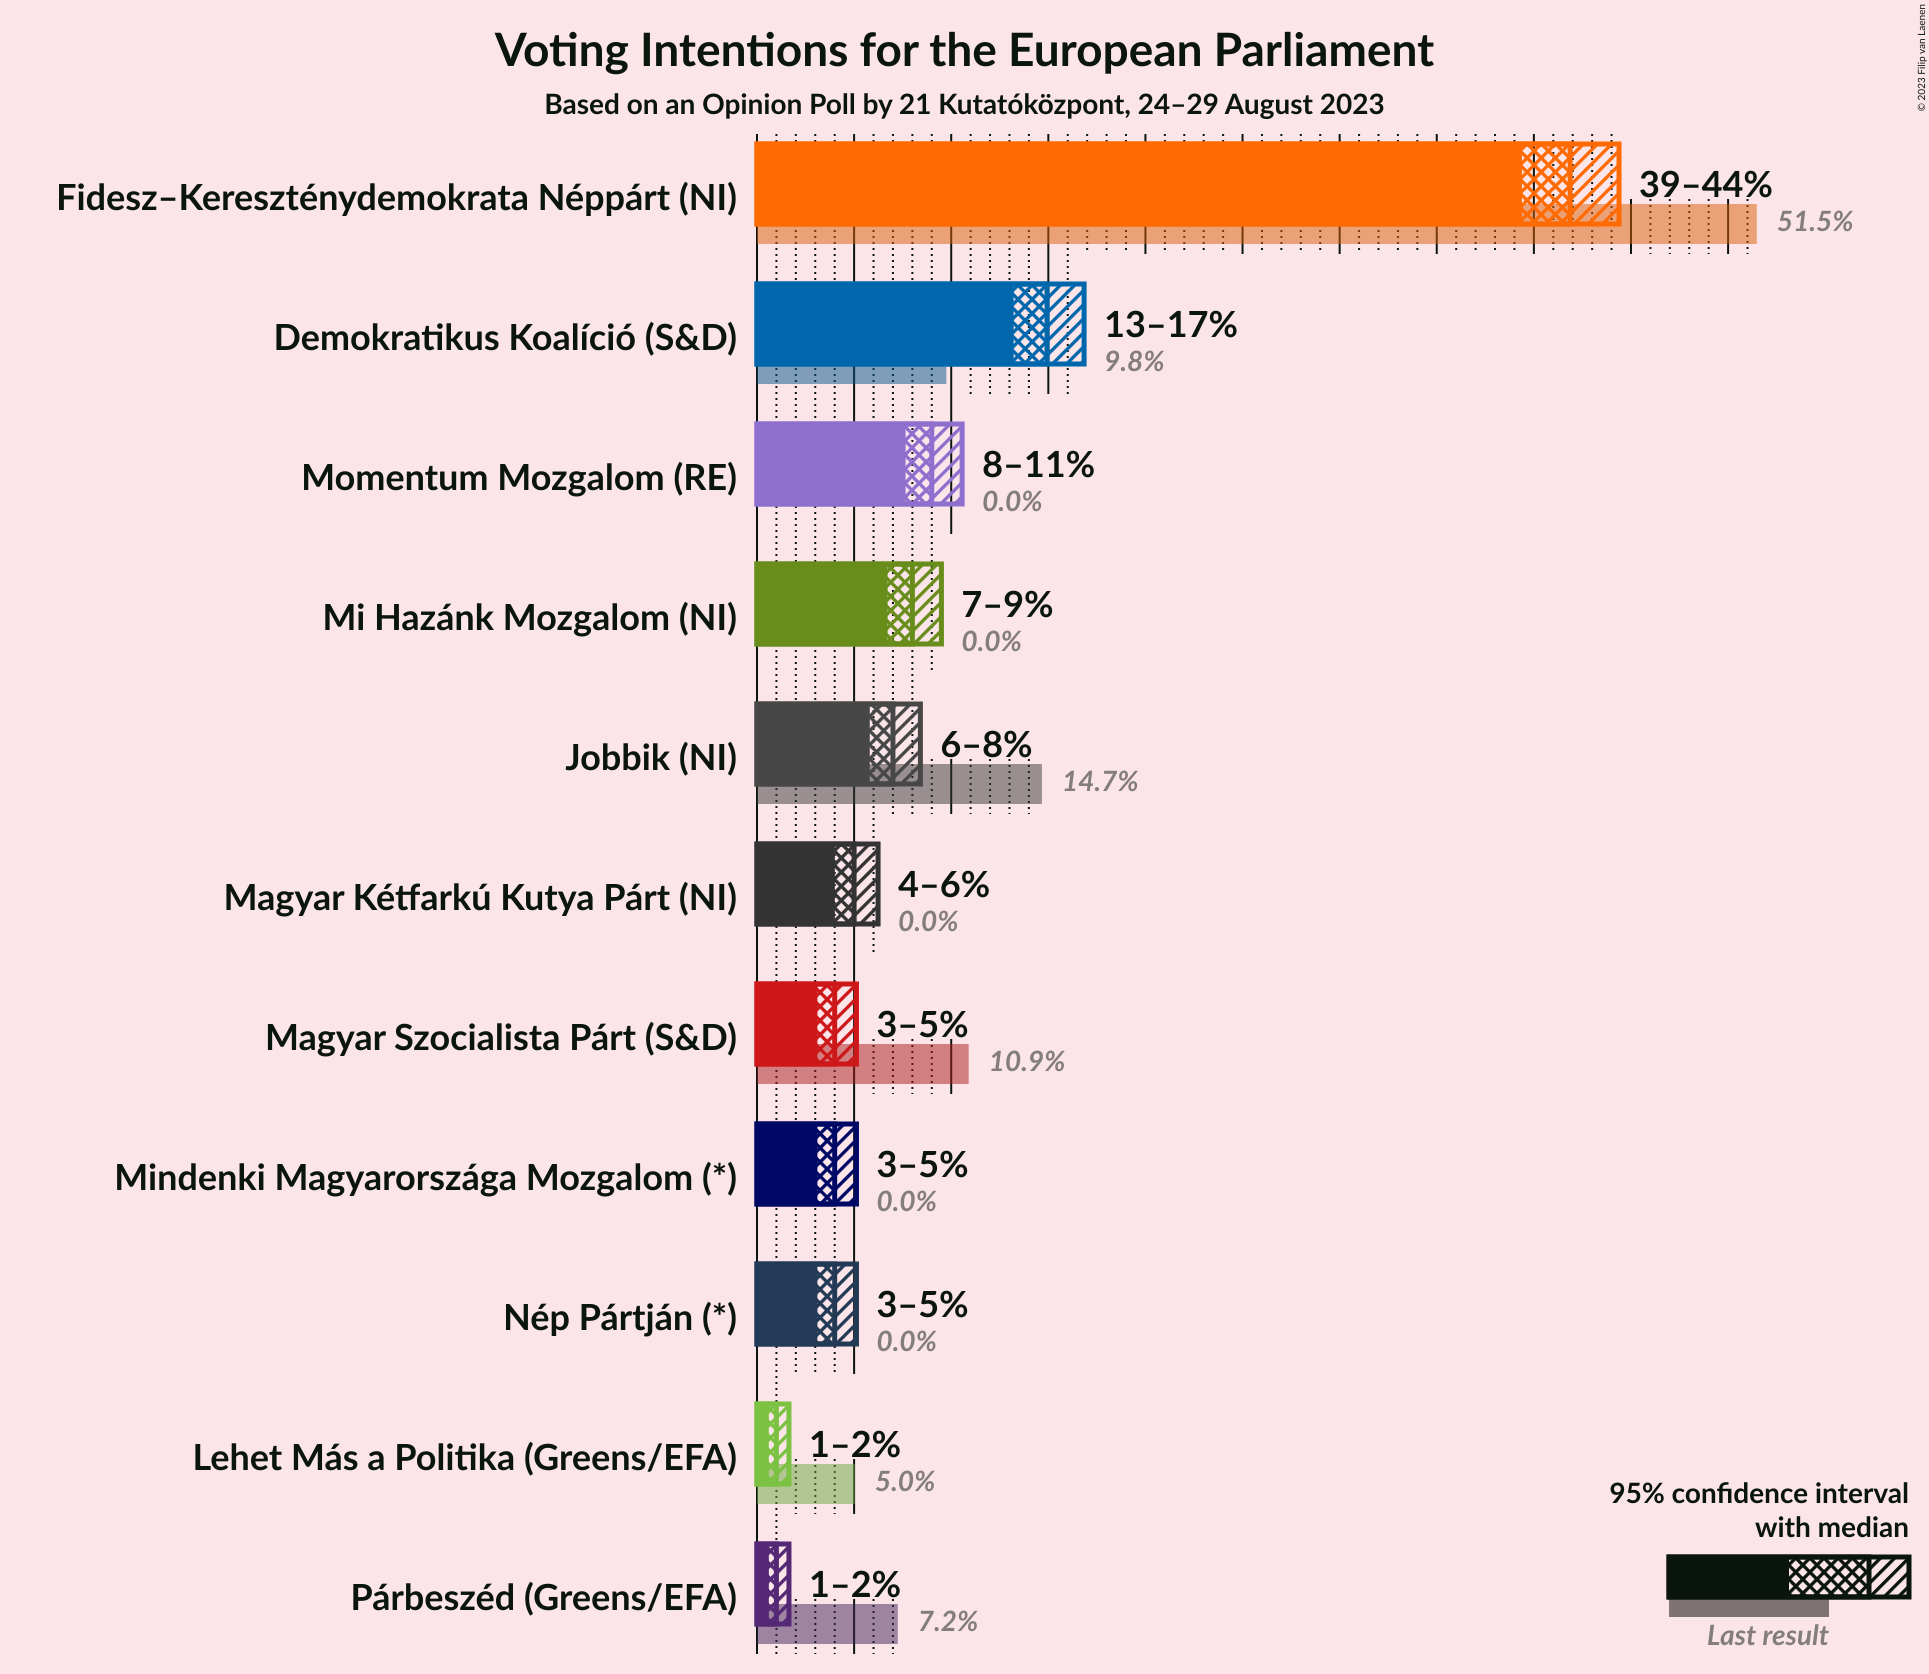 Voting Intentions for the European Parliament
Based on an Opinion Poll by 21 Kutatóközpont, 24–29 August 2023
© 2023 Filip van Laenen
Fidesz–Kereszténydemokrata Néppárt (NI)
39–44%
51.5%
Demokratikus Koalíció (S&D)
13–17%
9.8%
Momentum Mozgalom (RE)
8–11%
0.0%
Mi Hazánk Mozgalom (NI)
7–9%
0.0%
Jobbik (NI)
6–8%
14.7%
Magyar Kétfarkú Kutya Párt (NI)
4–6%
0.0%
Magyar Szocialista Párt (S&D)
3–5%
10.9%
Mindenki Magyarországa Mozgalom (*)
3–5%
0.0%
Nép Pártján (*)
3–5%
0.0%
Lehet Más a Politika (Greens/EFA)
1–2%
5.0%
Párbeszéd (Greens/EFA)
1–2%
7.2%
95% confidence interval
with median
Last result